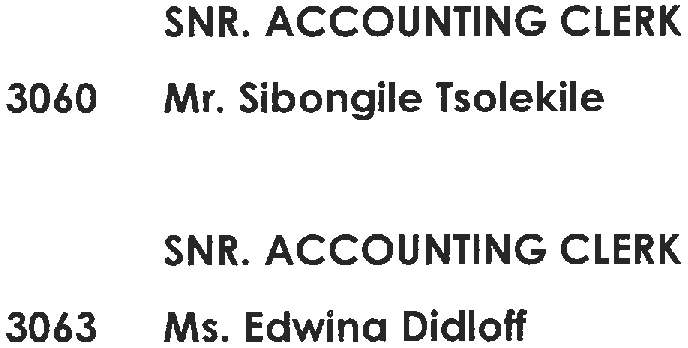 SNR. ACCOUNTING CLERK
3060 Mr. Sibongile Tsolekile
SNR. ACCOUNTING CLERK
3063 Ms. Edwina Didloff